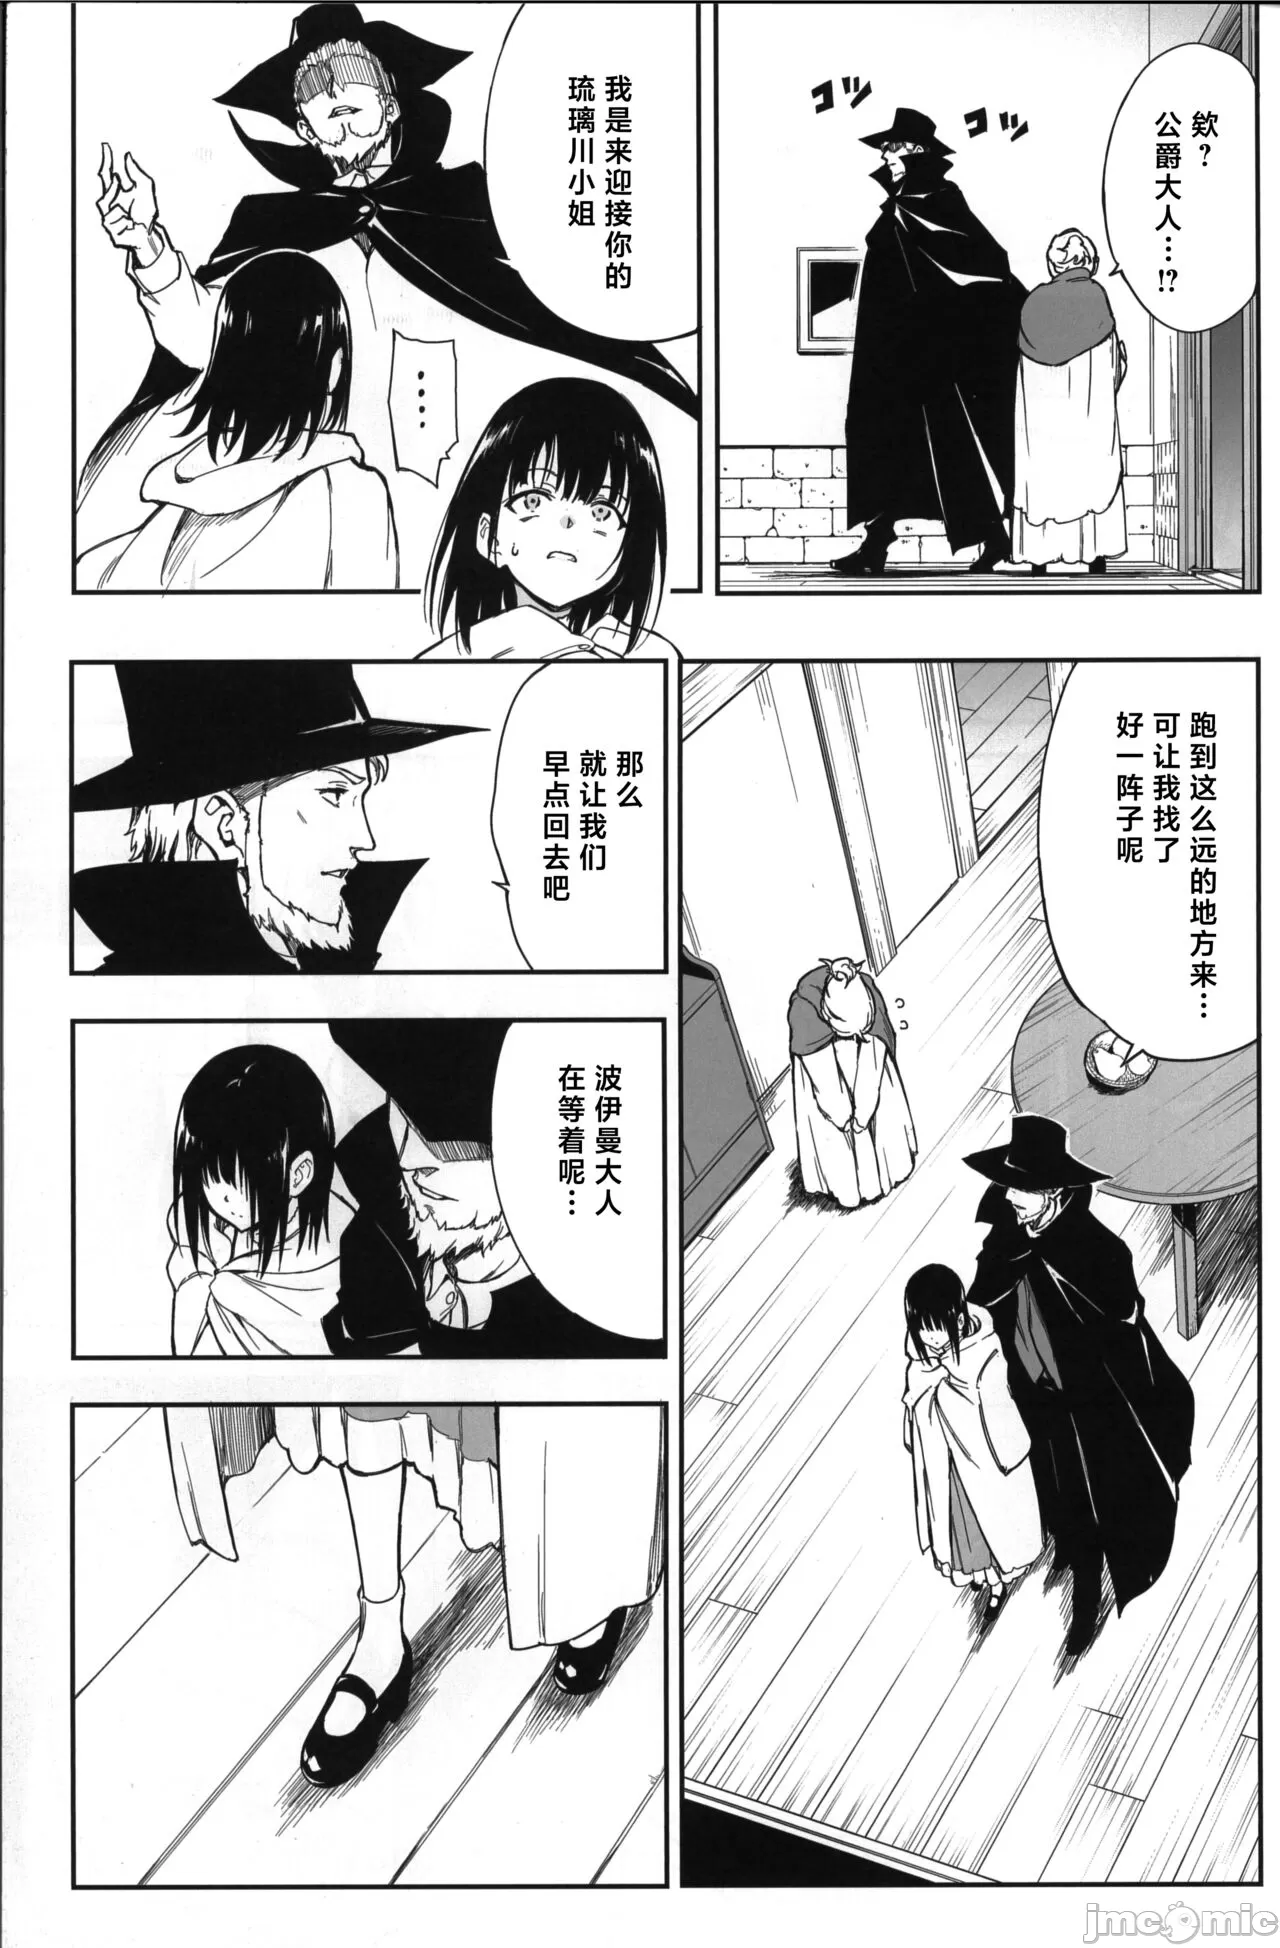 欸？
公爵大人…!?
コツ
コツ
我是来迎接你的
琉璃川小姐
…
跑到这么远的地方来…
可让我找了
好一阵子呢
那么
就让我们
早点回去吧
波伊曼大人
在等着呢…
jmcomic